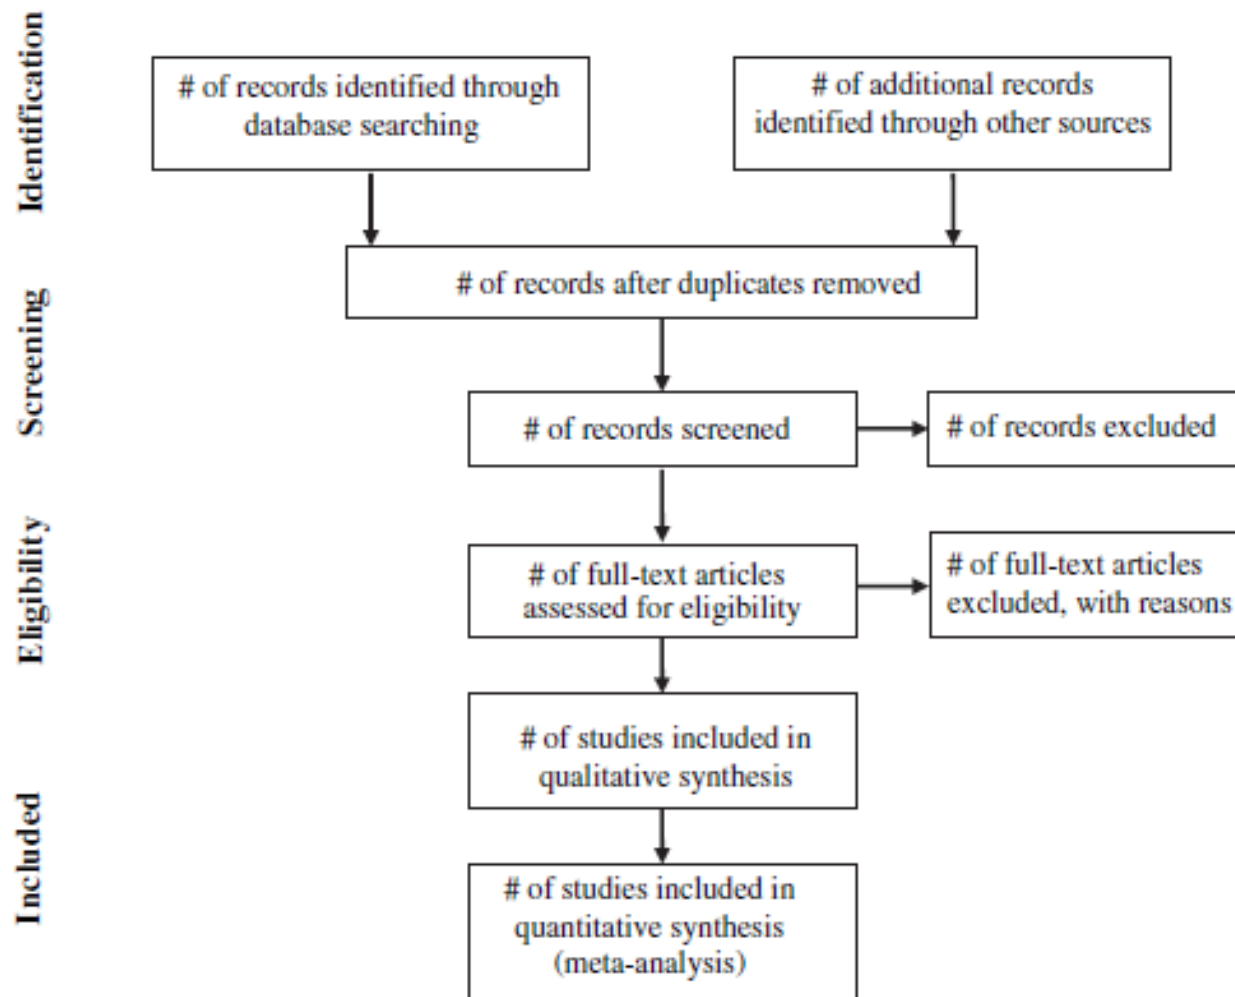 Identification
# of records identified through
database searching
# of additional records
identified through other sources
Screening
# of records after duplicates removed
# of records screened
# of records excluded
Eligibility
# of full-text articles
assessed for eligibility
# of full-text articles
excluded, with reasons
Included
# of studies included in
qualitative synthesis
# of studies included in
quantitative synthesis
(meta-analysis)